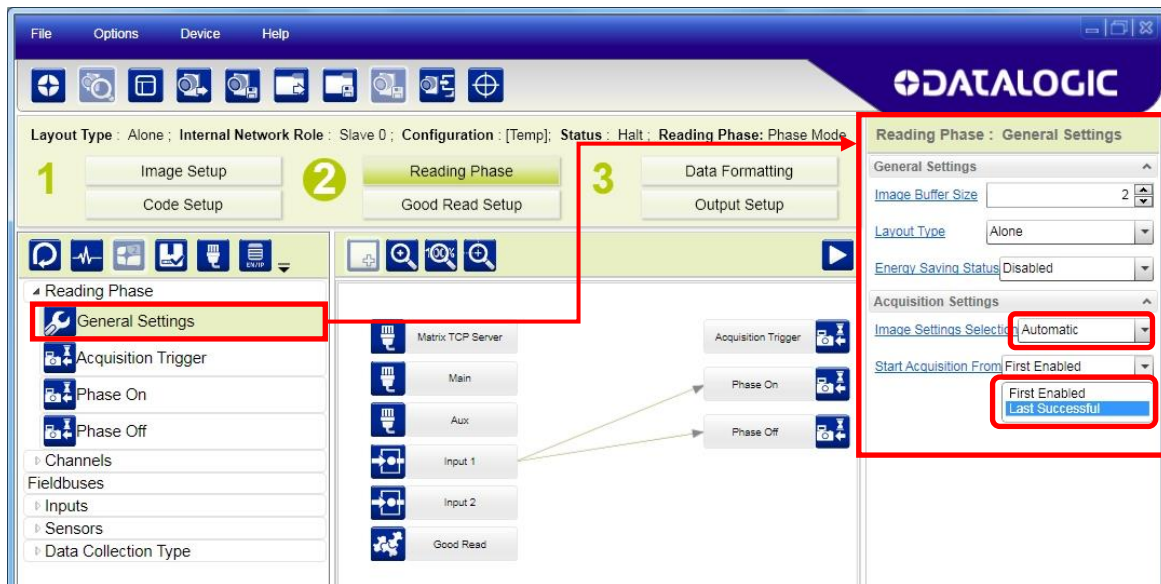 File Options Device Help
DATALOGIC
Layout Type : Alone ; Internal Network Role : Slave 0 ; Configuration : [Temp]; Status : Halt ; Reading Phase: Phase Mode
1 Image Setup 2 Reading Phase 3 Data Formatting
Code Setup Good Read Setup Output Setup
EN/IP
100%
Reading Phase
General Settings
Acquisition Trigger
Phase On
Phase Off
Channels
Fieldbuses
Inputs
Sensors
Data Collection Type
Matrix TCP Server
Main
Aux
Input 1
Input 2
Good Read
Acquisition Trigger
Phase On
Phase Off
Reading Phase : General Settings
General Settings
Image Buffer Size 2
Layout Type Alone
Energy Saving Status Disabled
Acquisition Settings
Image Settings Selection Automatic
Start Acquisition From First Enabled
First Enabled
Last Successful